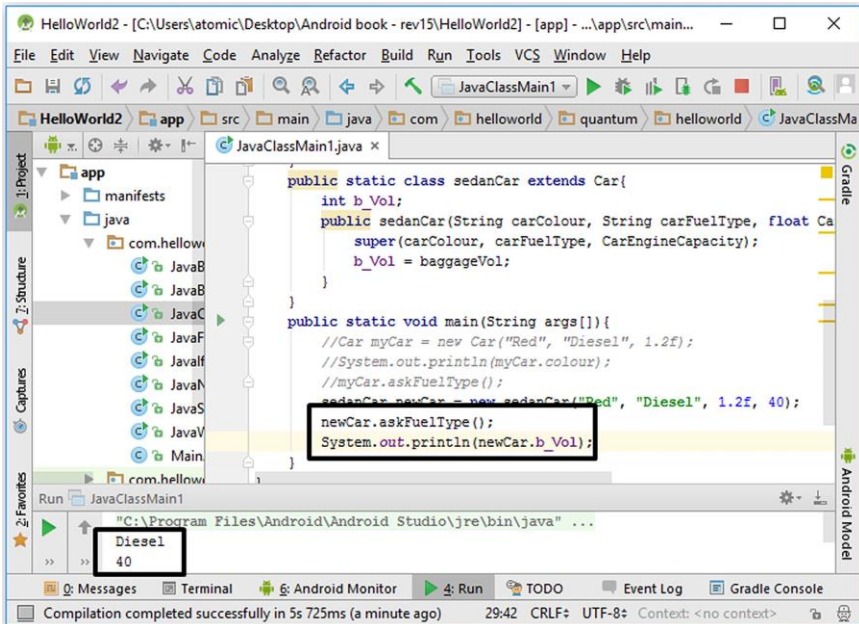 HelloWorld2 - [C:\Users\atomic\Desktop\Android book - rev15\HelloWorld2] - [app] - ...\app\src\main...
File Edit View Navigate Code Analyze Refactor Build Run Tools VCS Window Help
JavaClassMain1
HelloWorld2 app src main java com helloworld quantum helloworld JavaClassMa
1: Project
7: Structure
Captures
2: Favorites
app
manifests
java
com.hellow
JavaB
JavaB
JavaC
JavaF
JavaIf
JavaN
JavaS
JavaV
Main.
com.hellow
JavaClassMain1.java ×
public static class sedanCar extends Car{
int b_Vol;
public sedanCar(String carColour, String carFuelType, float Ca
super(carColour, carFuelType, CarEngineCapacity);
b_Vol = baggageVol;
}
}
public static void main(String args[]){
//Car myCar = new Car("Red", "Diesel", 1.2f);
//System.out.println(myCar.colour);
//myCar.askFuelType();
sedanCar newCar = new sedanCar("Red", "Diesel", 1.2f, 40);
newCar.askFuelType();
System.out.println(newCar.b_Vol);
}
Gradle
Android Model
Run JavaClassMain1
"C:\Program Files\Android\Android Studio\jre\bin\java" ...
Diesel
40
0: Messages Terminal 6: Android Monitor 4: Run TODO Event Log Gradle Console
Compilation completed successfully in 5s 725ms (a minute ago) 29:42 CRLF÷ UTF-8÷ Context: <no context>